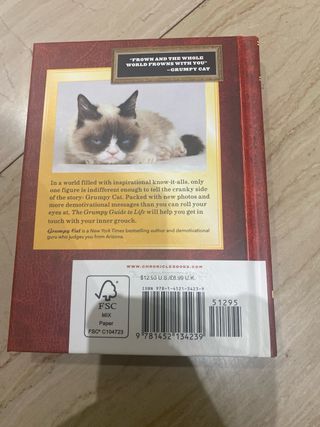 "FROWN AND THE WHOLE
WORLD FROWNS WITH YOU"
—GRUMPY CAT
In a world filled with inspirational know-it-alls, only
one figure is indifferent enough to tell the cranky side
of the story- Grumpy Cat. Packed with new photos and
more demotivational messages than you can roll your
eyes at, The Grumpy Guide to Life will help you get in
touch with your inner grouch.
Grumpy Cat is a New York Times bestselling author and demotivational
guru who judges you from Arizona.
WWW.CHRONICLEBOOKS.COM
$12.95 U.S./£8.99 U.K.
ISBN 978-1-4521-3423-9
51295
9 781452 134239
FSC
MIX
Paper
FSC® C104723